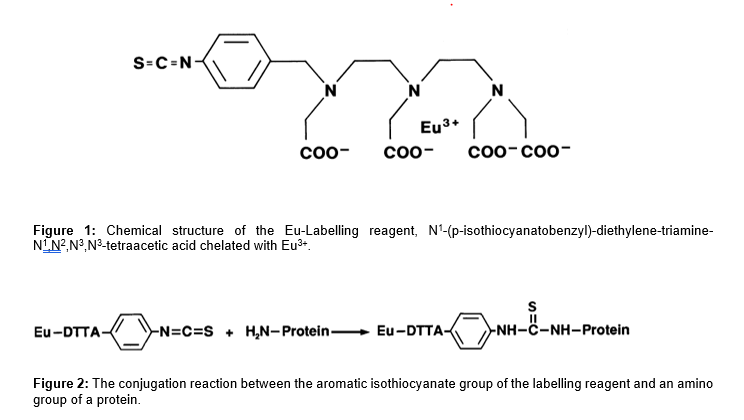 S=C=N
N N N
Eu³⁺
COO⁻ COO⁻ COO⁻ COO⁻
Figure 1: Chemical structure of the Eu-Labelling reagent, N¹-(p-isothiocyanatobenzyl)-diethylene-triamine-
N¹,N²,N³,N³-tetraacetic acid chelated with Eu³⁺.
S
Eu–DTTA– –N=C=S + H₂N–Protein → Eu–DTTA– –NH–C–NH–Protein
Figure 2: The conjugation reaction between the aromatic isothiocyanate group of the labelling reagent and an amino
group of a protein.